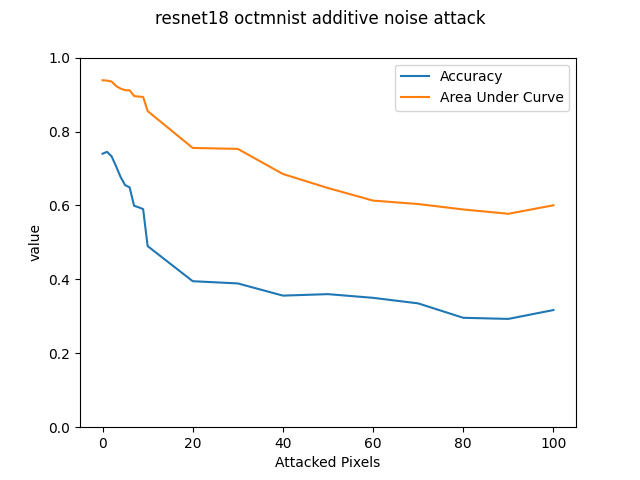 resnet18 octmnist additive noise attack
1.0
0.8
0.6
0.4
0.2
0.0
value
Accuracy
Area Under Curve
0 20 40 60 80 100
Attacked Pixels